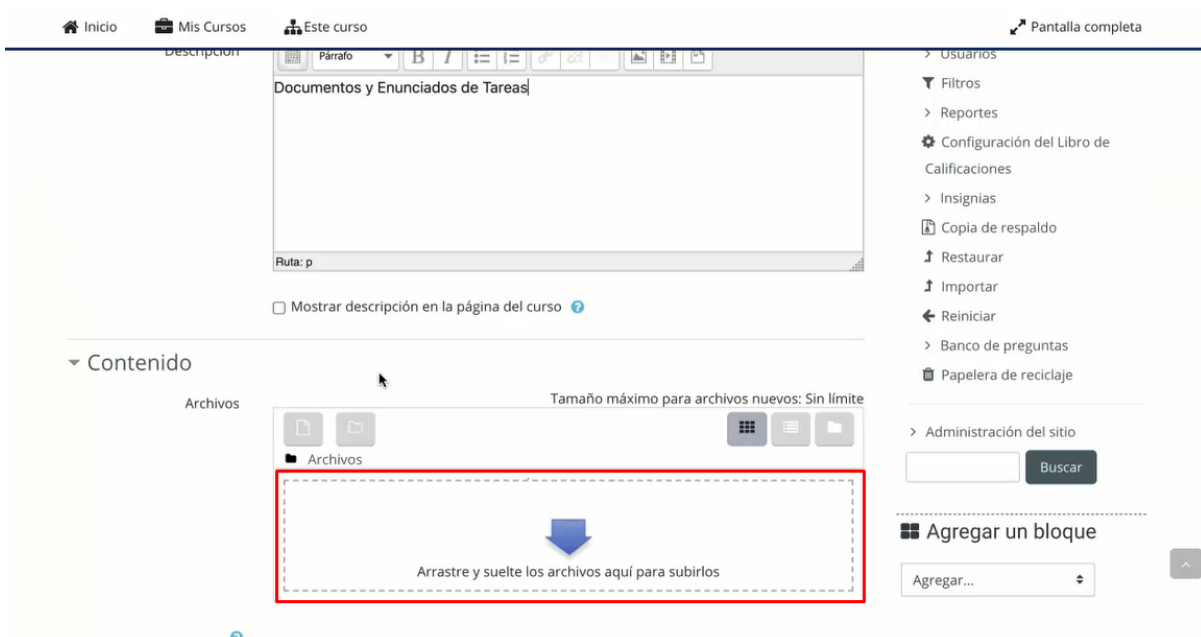 Inicio Mis Cursos Este curso Pantalla completa
Descripción
Párrafo B I
Documentos y Enunciados de Tareas
Ruta: p
Mostrar descripción en la página del curso
Contenido
Archivos
Tamaño máximo para archivos nuevos: Sin límite
Archivos
Arrastre y suelte los archivos aquí para subirlos
Usuarios
Filtros
Reportes
Configuración del Libro de
Calificaciones
Insignias
Copia de respaldo
Restaurar
Importar
Reiniciar
Banco de preguntas
Papelera de reciclaje
Administración del sitio
Buscar
Agregar un bloque
Agregar...